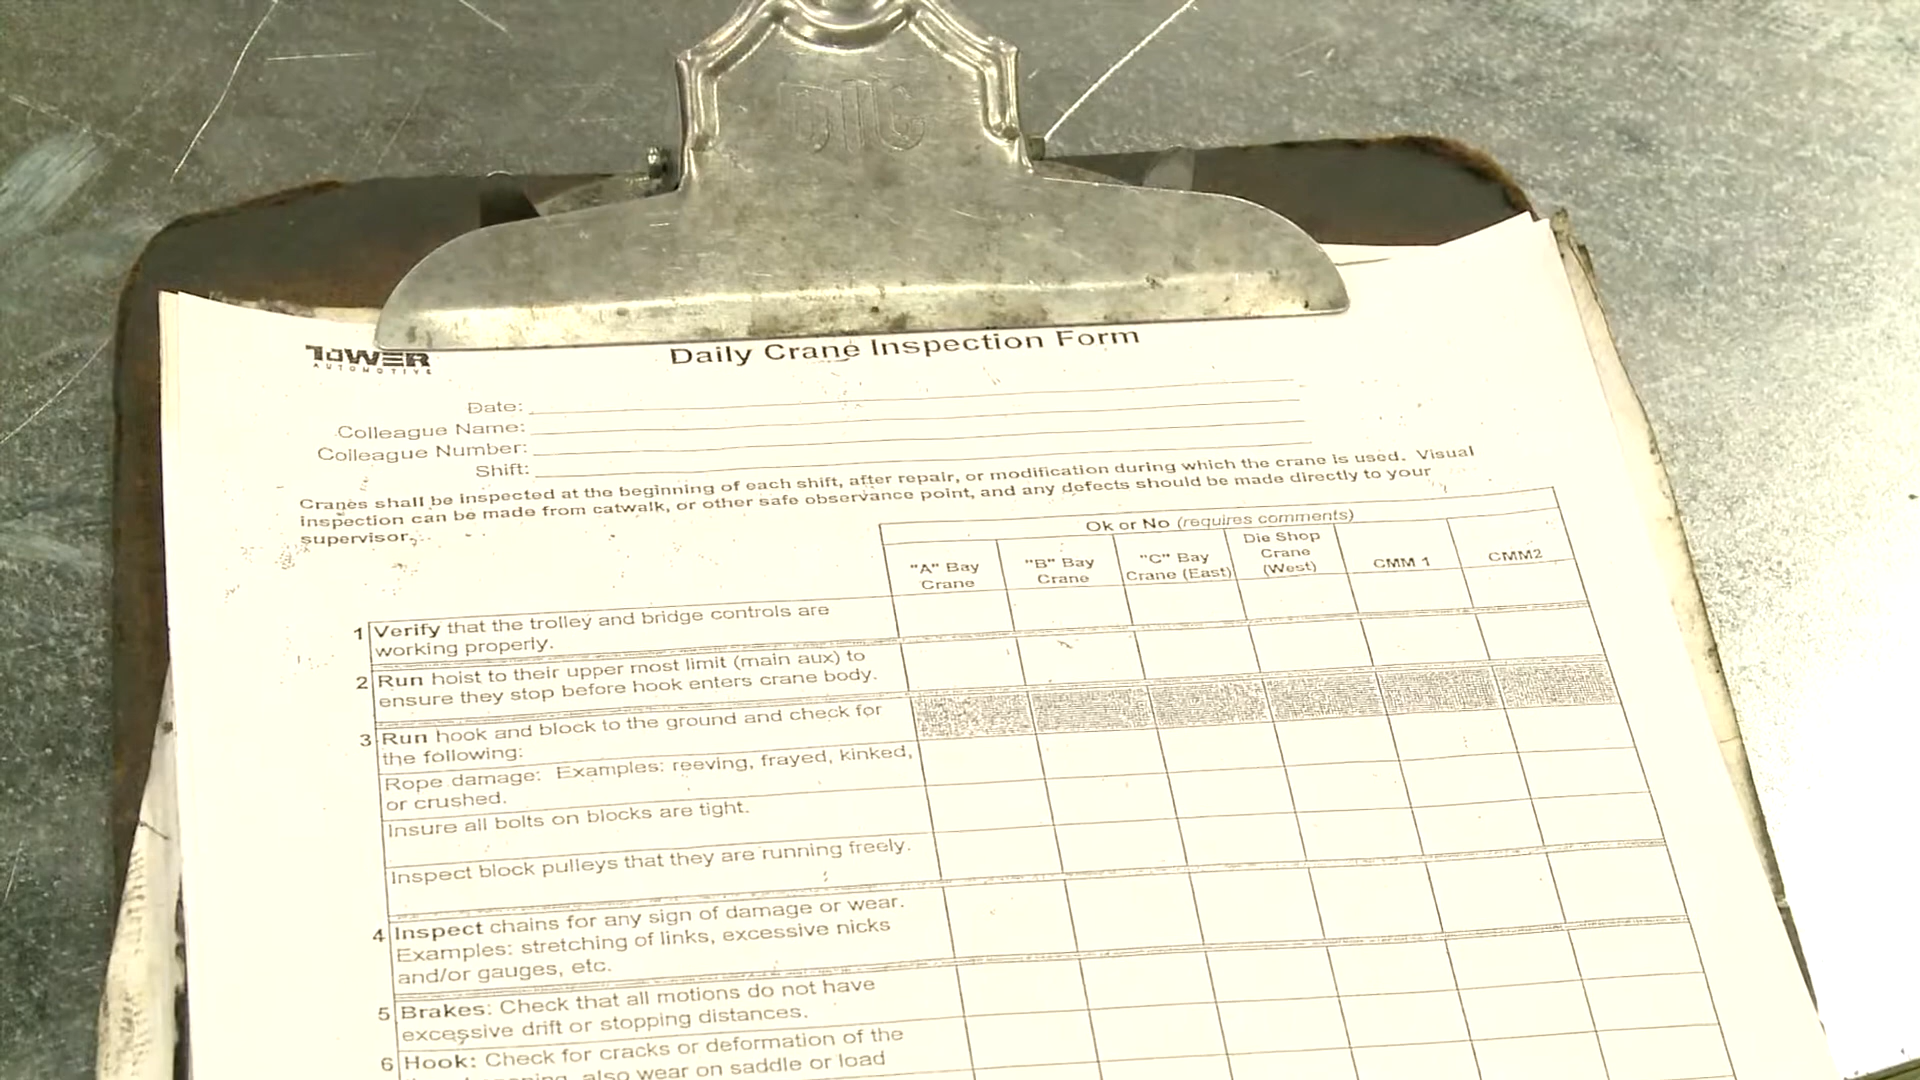 TOWER
AUTOMOTIVE
Daily Crane Inspection Form
Date:
Colleague Name:
Colleague Number:
Shift:
Cranes shall be inspected at the beginning of each shift, after repair, or modification during which the crane is used. Visual
inspection can be made from catwalk, or other safe observance point, and any defects should be made directly to your
supervisor.
Ok or No (requires comments)
"A" Bay
Crane
"B" Bay
Crane
"C" Bay
Crane (East)
Die Shop
Crane
(West)
CMM 1
CMM2
1 Verify that the trolley and bridge controls are
working properly.
2 Run hoist to their upper most limit (main aux) to
ensure they stop before hook enters crane body.
3 Run hook and block to the ground and check for
the following:
Rope damage: Examples: reeving, frayed, kinked,
or crushed.
Insure all bolts on blocks are tight.
Inspect block pulleys that they are running freely.
4 Inspect chains for any sign of damage or wear.
Examples: stretching of links, excessive nicks
and/or gauges, etc.
5 Brakes: Check that all motions do not have
excessive drift or stopping distances.
6 Hook: Check for cracks or deformation of the
also wear on saddle or load